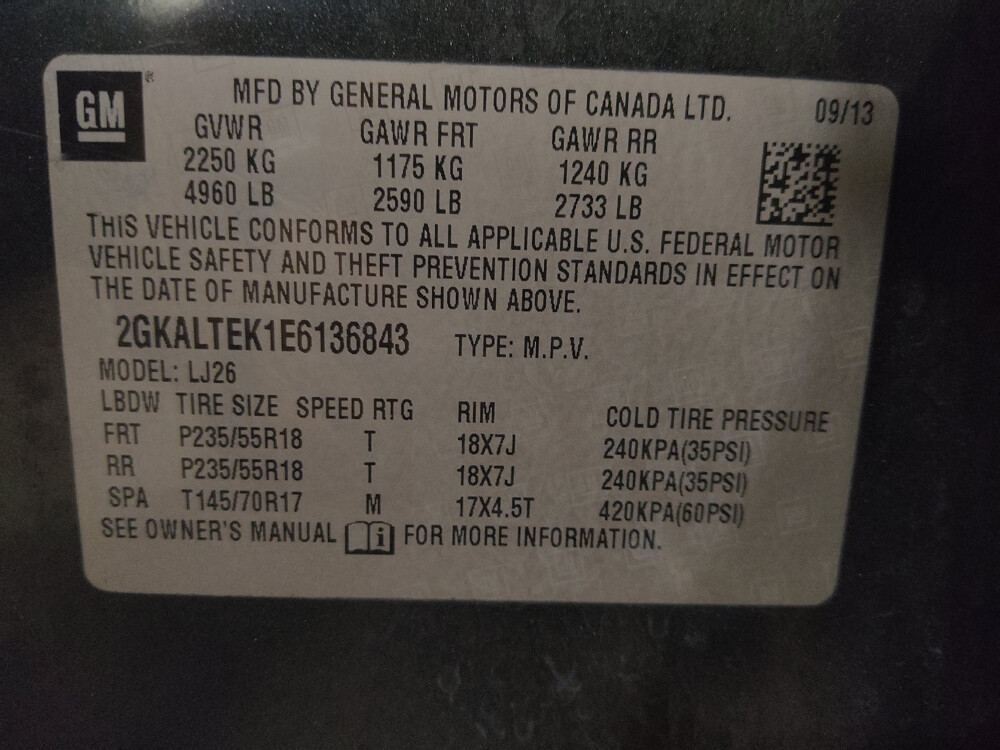 GM
MFD BY GENERAL MOTORS OF CANADA LTD. 09/13
GVWR GAWR FRT GAWR RR
2250 KG 1175 KG 1240 KG
4960 LB 2590 LB 2733 LB
THIS VEHICLE CONFORMS TO ALL APPLICABLE U.S. FEDERAL MOTOR
VEHICLE SAFETY AND THEFT PREVENTION STANDARDS IN EFFECT ON
THE DATE OF MANUFACTURE SHOWN ABOVE.
2GKALTEK1E6136843 TYPE: M.P.V.
MODEL: LJ26
LBDW TIRE SIZE SPEED RTG RIM COLD TIRE PRESSURE
FRT P235/55R18 T 18X7J 240KPA(35PSI)
RR P235/55R18 T 18X7J 240KPA(35PSI)
SPA T145/70R17 M 17X4.5T 420KPA(60PSI)
SEE OWNER'S MANUAL i FOR MORE INFORMATION.